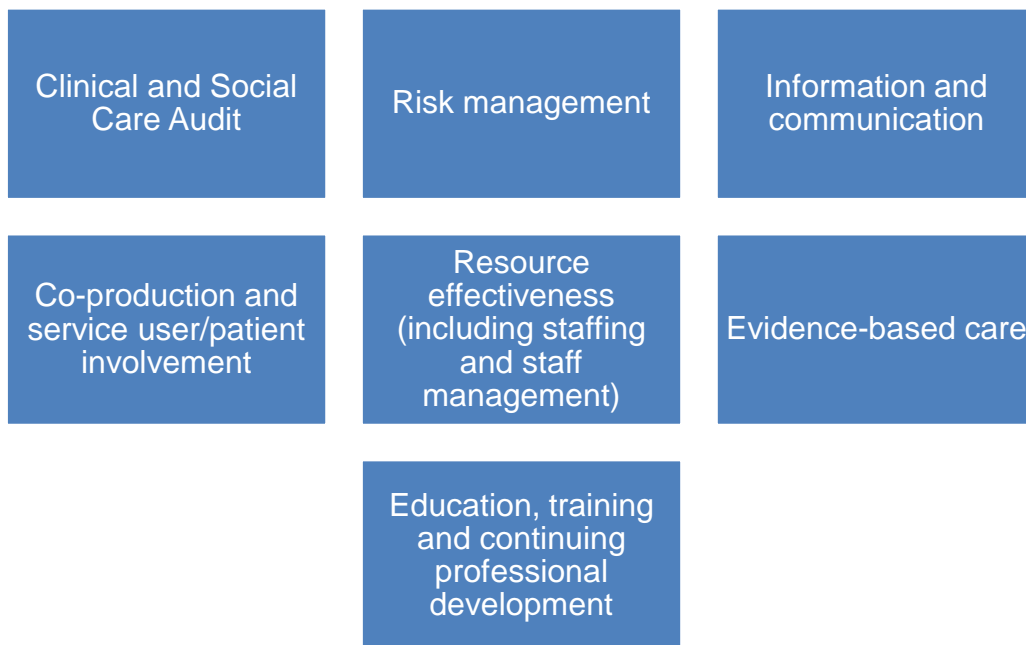 Clinical and Social
Care Audit
Risk management
Information and
communication
Co-production and
service user/patient
involvement
Resource
effectiveness
(including staffing
and staff
management)
Evidence-based care
Education, training
and continuing
professional
development